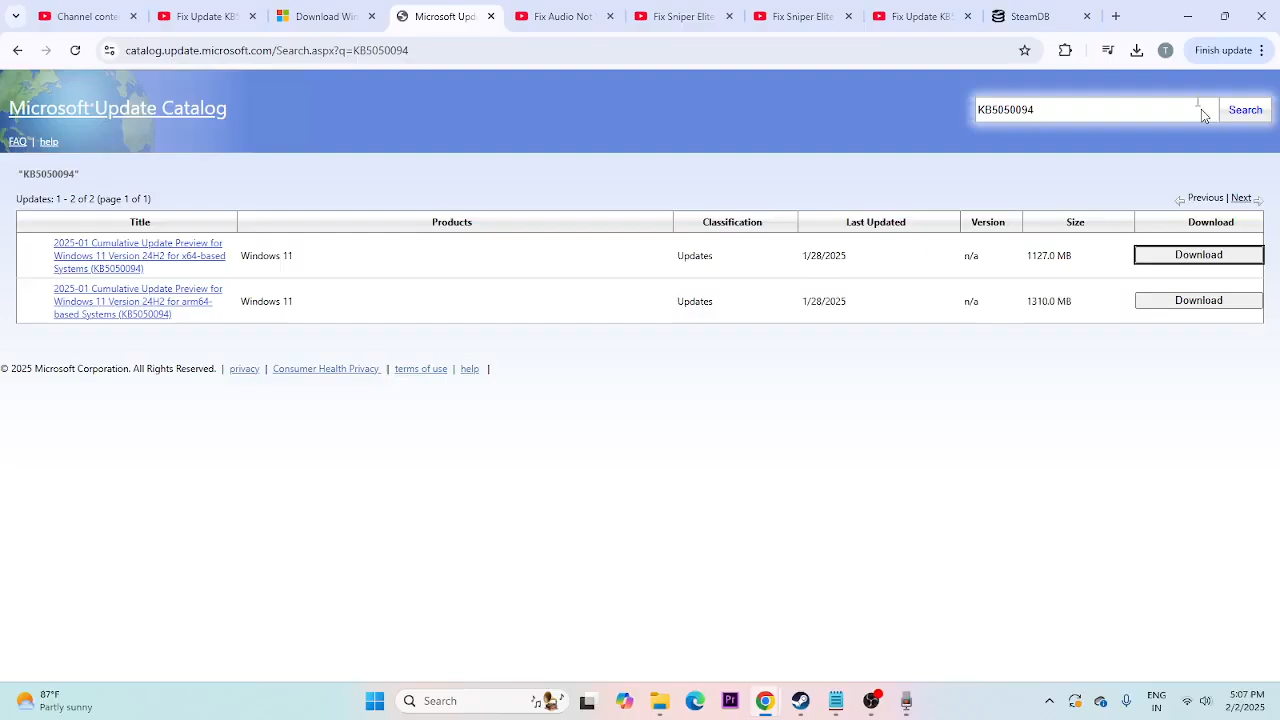 Channel content
Fix Update KB5
Download Win
Microsoft Upd
Fix Audio Not
Fix Sniper Elite
Fix Sniper Elite
Fix Update KB5
SteamDB
catalog.update.microsoft.com/Search.aspx?q=KB5050094
T
Finish update
Microsoft Update Catalog
KB5050094
Search
FAQ | help
"KB5050094"
Updates: 1 - 2 of 2 (page 1 of 1)
Previous | Next
Title Products Classification Last Updated Version Size Download
2025-01 Cumulative Update Preview for
Windows 11 Version 24H2 for x64-based Windows 11 Updates 1/28/2025 n/a 1127.0 MB Download
Systems (KB5050094)
2025-01 Cumulative Update Preview for
Windows 11 Version 24H2 for arm64- Windows 11 Updates 1/28/2025 n/a 1310.0 MB Download
based Systems (KB5050094)
© 2025 Microsoft Corporation. All Rights Reserved. | privacy | Consumer Health Privacy | terms of use | help |
87°F
Partly sunny
Search
Pr
ENG
IN
5:07 PM
2/7/2025